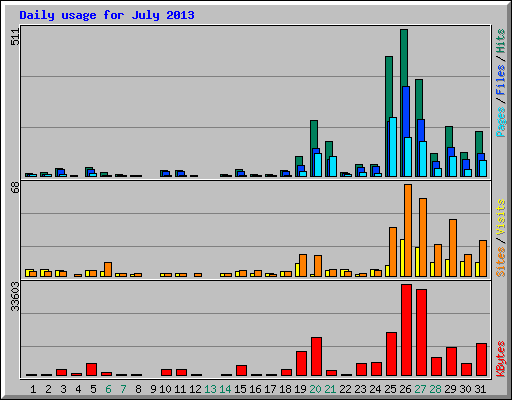 Daily usage for July 2013
511
Pages / Files / Hits
68
Sites / Visits
33603
KBytes
1 2 3 4 5 6 7 8 9 10 11 12 13 14 15 16 17 18 19 20 21 22 23 24 25 26 27 28 29 30 31